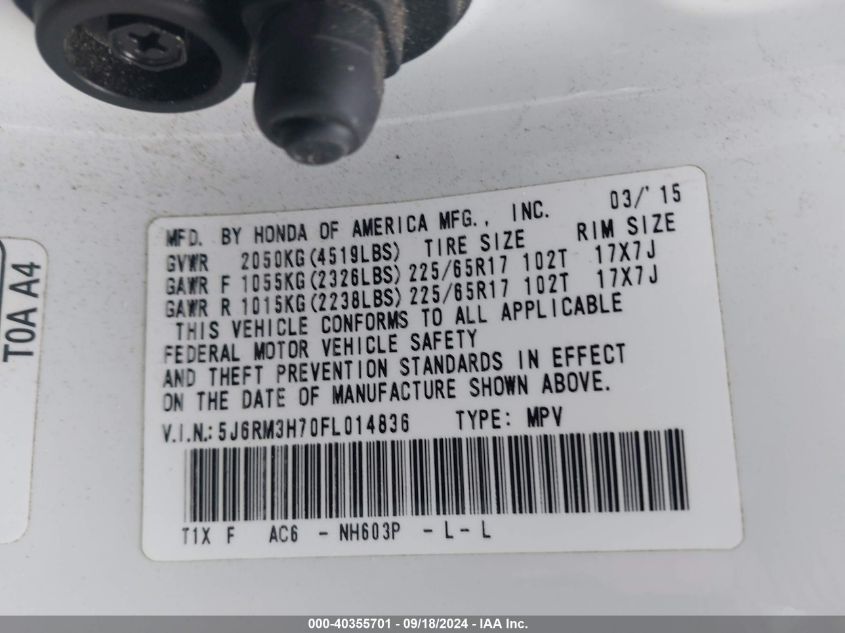 MFD. BY HONDA OF AMERICA MFG., INC. 03/'15
GVWR 2050KG(4519LBS) TIRE SIZE RIM SIZE
GAWR F 1055KG(2326LBS) 225/65R17 102T 17X7J
GAWR R 1015KG(2238LBS) 225/65R17 102T 17X7J
THIS VEHICLE CONFORMS TO ALL APPLICABLE
FEDERAL MOTOR VEHICLE SAFETY
AND THEFT PREVENTION STANDARDS IN EFFECT
ON THE DATE OF MANUFACTURE SHOWN ABOVE.
V.I.N.: 5J6RM3H70FL014836 TYPE: MPV
T1X F AC6 - NH603P - L - L
T0A A4
000-40355701 - 09/18/2024 - IAA Inc.